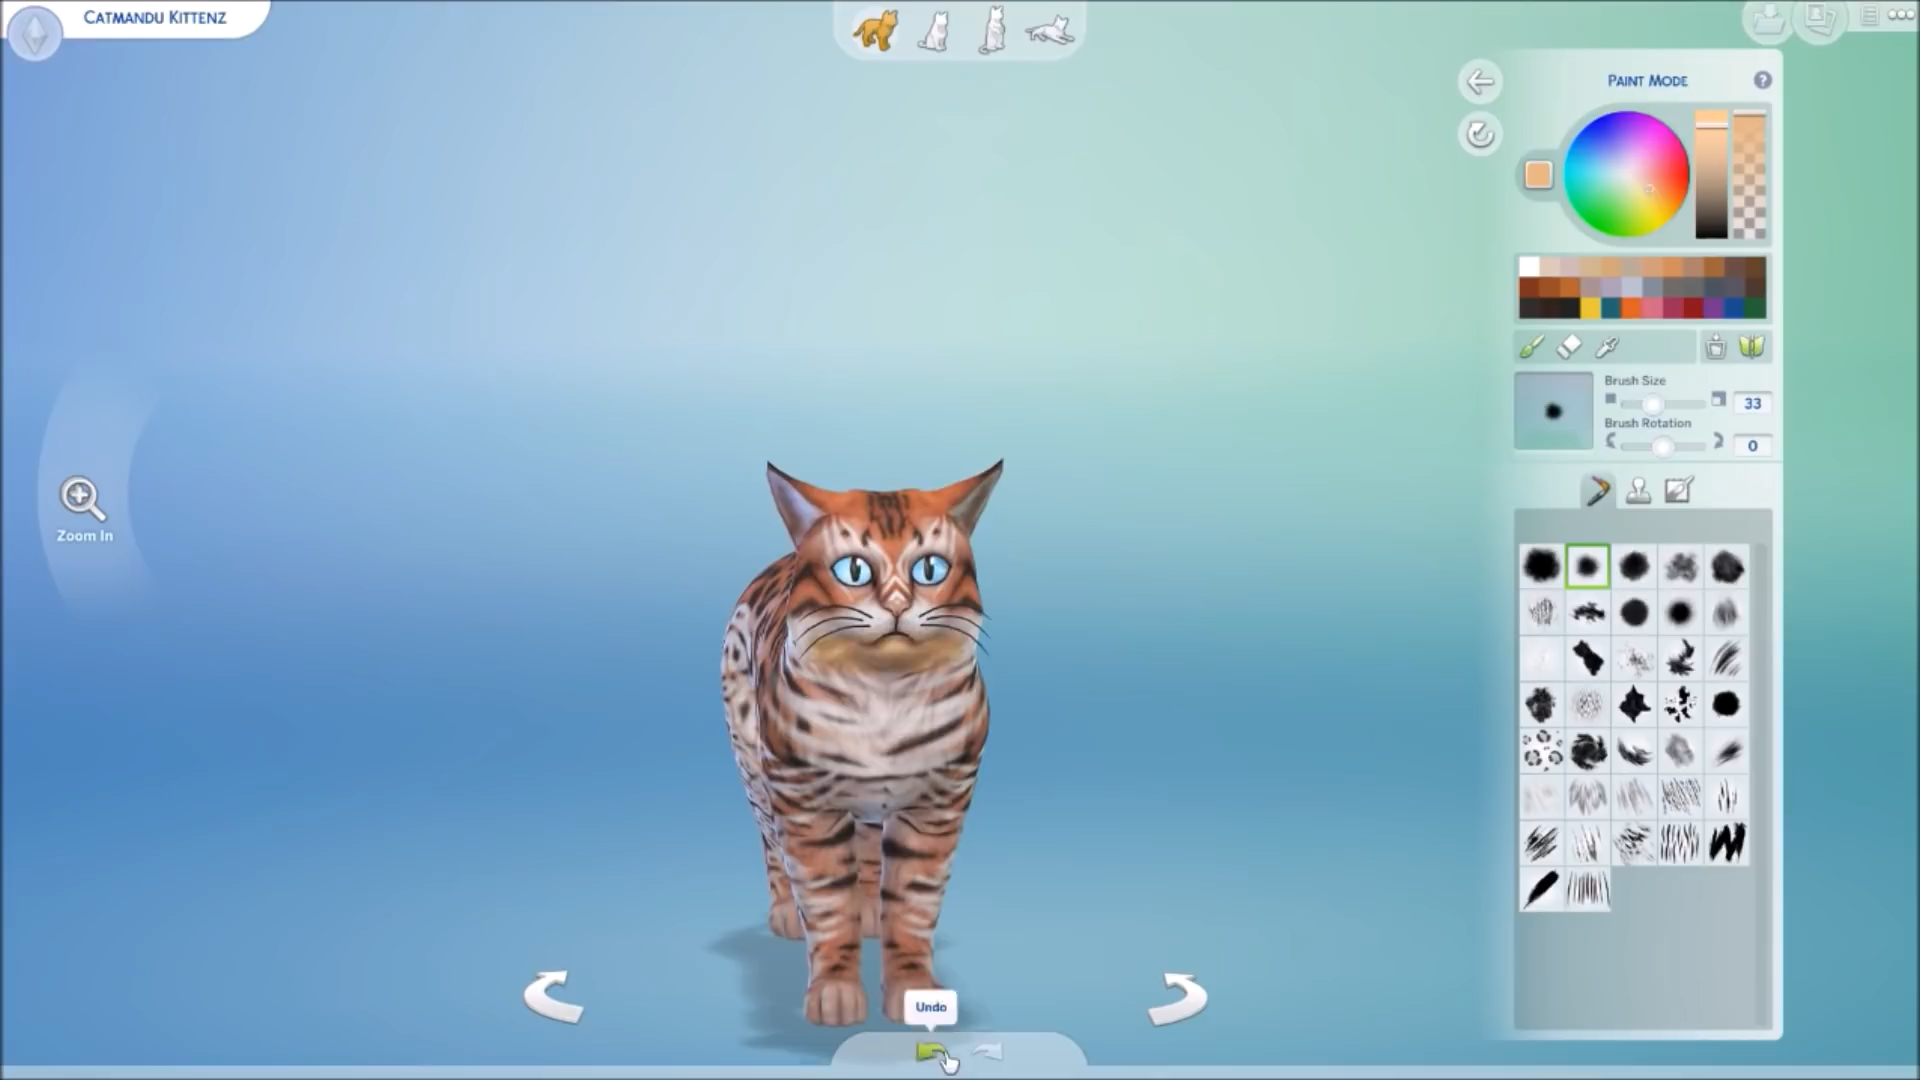 CATMANDU KITTENZ
PAINT MODE
?
Brush Size
33
Brush Rotation
0
Zoom In
Undo